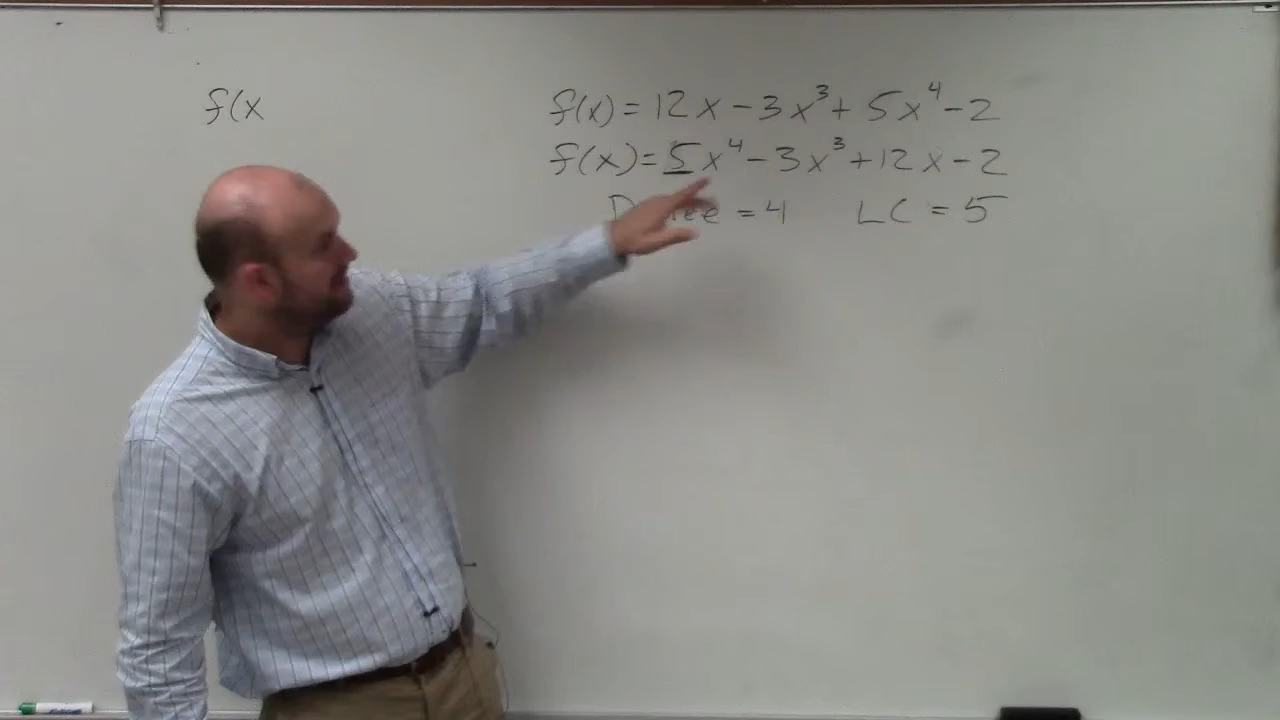 f(x
f(x) = 12x - 3x³ + 5x⁴ - 2
f(x) = 5x⁴ - 3x³ + 12x - 2
= 4 LC = 5